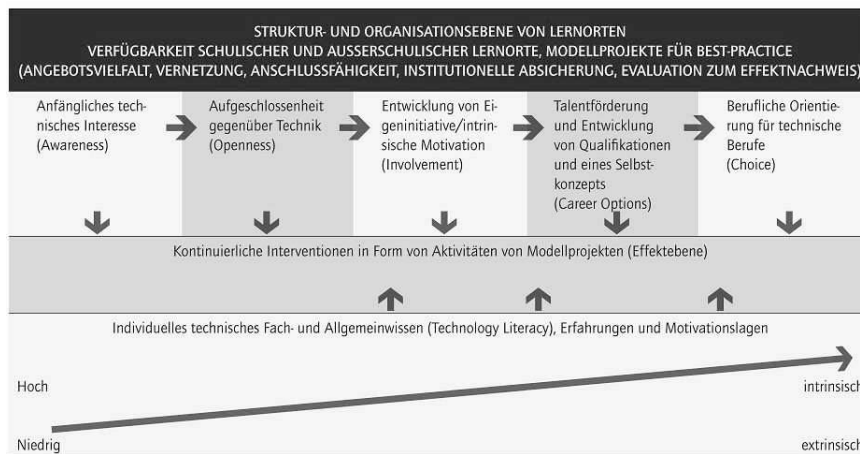 STRUKTUR- UND ORGANISATIONSEBENE VON LERNORTEN
VERFÜGBARKEIT SCHULISCHER UND AUSSERSCHULISCHER LERNORTE, MODELLPROJEKTE FÜR BEST-PRACTICE
(ANGEBOTSVIELFALT, VERNETZUNG, ANSCHLUSSFÄHIGKEIT, INSTITUTIONELLE ABSICHERUNG, EVALUATION ZUM EFFEKTNACHWEIS)
Anfängliches tech-
nisches Interesse
(Awareness)
Aufgeschlossenheit
gegenüber Technik
(Openness)
Entwicklung von Ei-
geninitiative/intrin-
sische Motivation
(Involvement)
Talentförderung
und Entwicklung
von Qualifikationen
und eines Selbst-
konzepts
(Career Options)
Berufliche Orientie-
rung für technische
Berufe
(Choice)
Kontinuierliche Interventionen in Form von Aktivitäten von Modellprojekten (Effektebene)
Individuelles technisches Fach- und Allgemeinwissen (Technology Literacy), Erfahrungen und Motivationslagen
Hoch
intrinsisch
Niedrig
extrinsisch